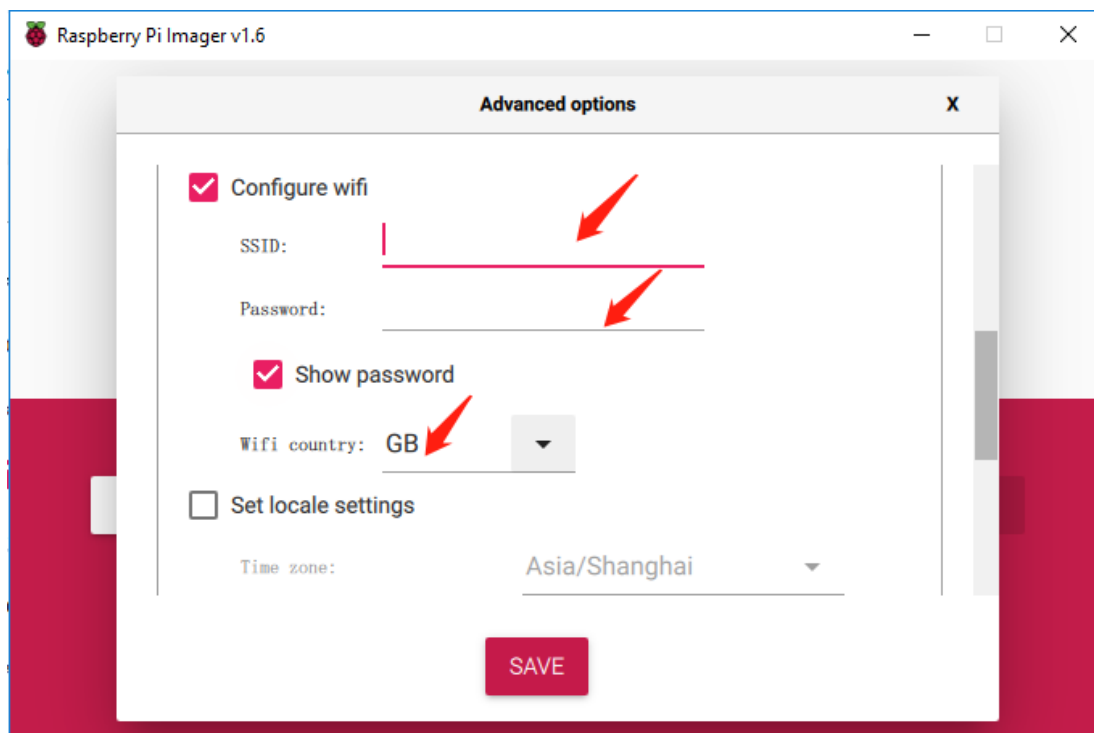 Raspberry Pi Imager v1.6
Advanced options
X
Configure wifi
SSID:
Password:
Show password
Wifi country: GB
Set locale settings
Time zone: Asia/Shanghai
SAVE